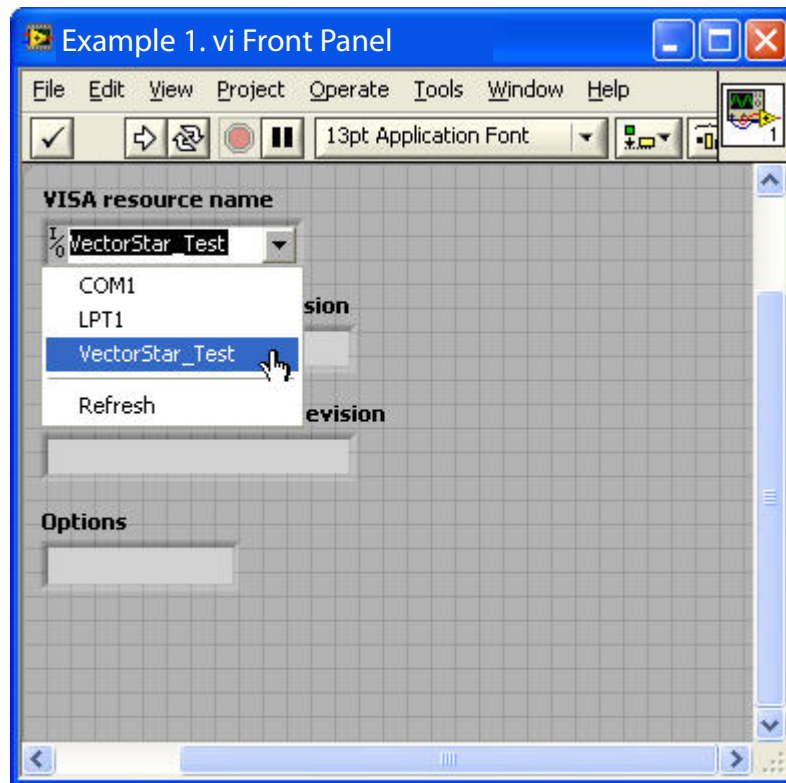 Example 1. vi Front Panel
File Edit View Project Operate Tools Window Help
13pt Application Font
1
VISA resource name
I/O VectorStar_Test
COM1
LPT1
VectorStar_Test
Refresh
sion
evision
Options